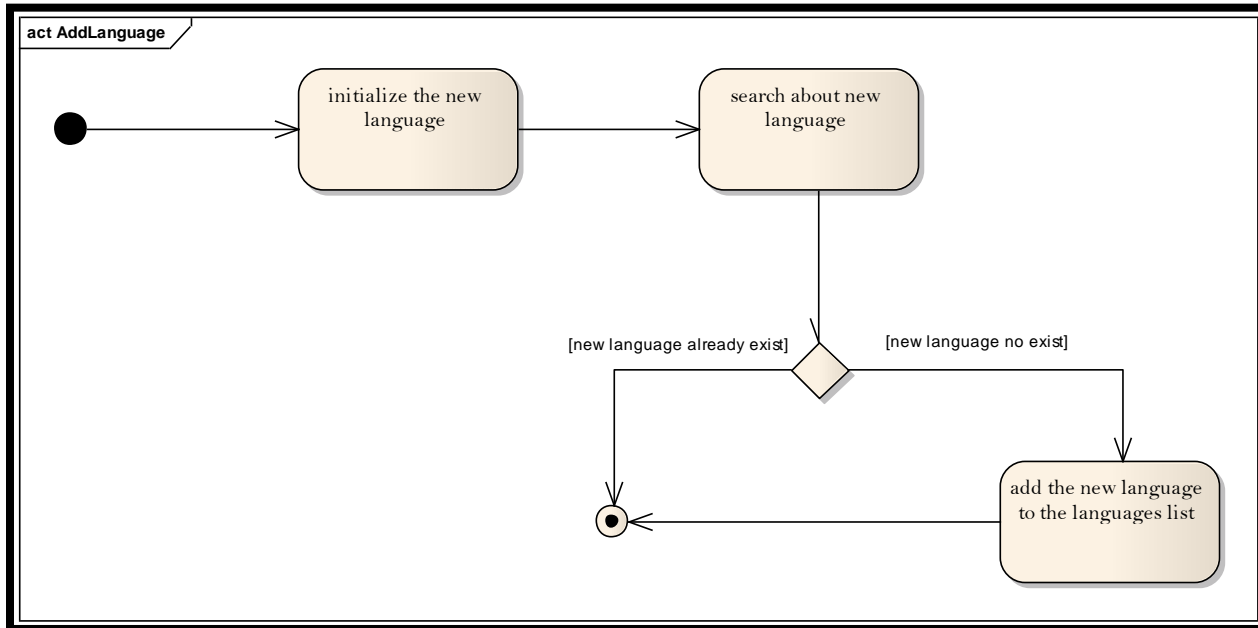 act AddLanguage
initialize the new
language
search about new
language
[new language already exist]
[new language no exist]
add the new language
to the languages list